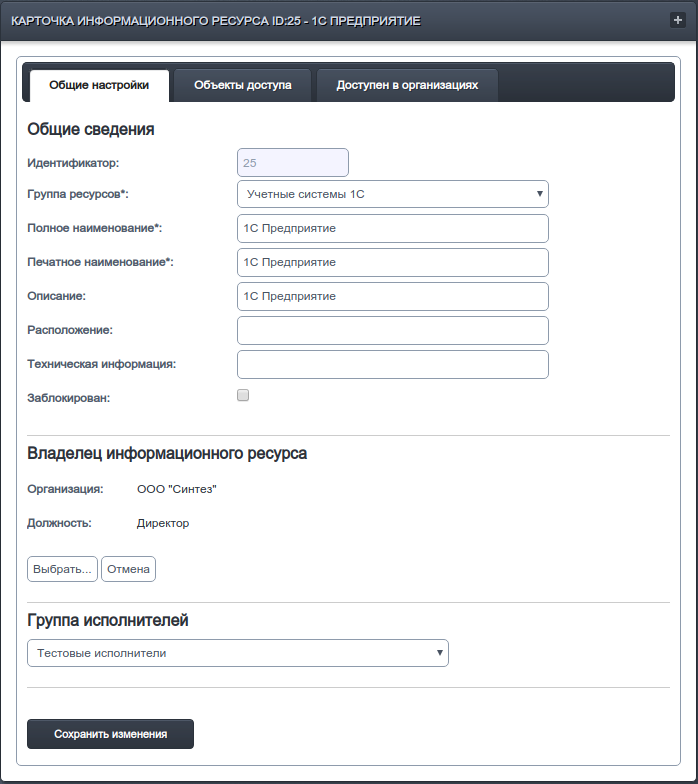 КАРТОЧКА ИНФОРМАЦИОННОГО РЕСУРСА ID:25 - 1С ПРЕДПРИЯТИЕ
Общие настройки Объекты доступа Доступен в организациях
Общие сведения
Идентификатор: 25
Группа ресурсов*: Учетные системы 1С
Полное наименование*: 1С Предприятие
Печатное наименование*: 1С Предприятие
Описание: 1С Предприятие
Расположение:
Техническая информация:
Заблокирован:
Владелец информационного ресурса
Организация: ООО "Синтез"
Должность: Директор
Выбрать... Отмена
Группа исполнителей
Тестовые исполнители
Сохранить изменения